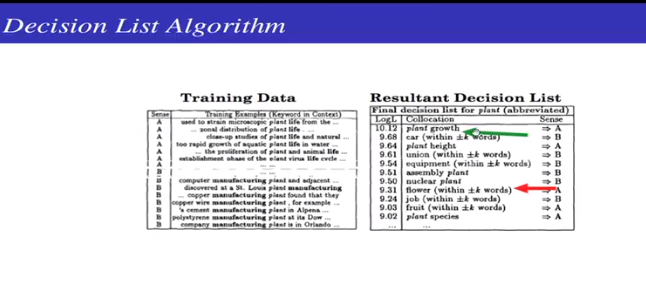 Decision List Algorithm
Training Data
Sense Training Examples (Keyword in Context)
A used to strain microscopic plant life from the ...
A ... zonal distribution of plant life . ...
A close-up studies of plant life and natural ...
A too rapid growth of aquatic plant life in water ...
A ... the proliferation of plant and animal life ...
A establishment phase of the plant virus life cycle ...
A ...
B ...
B computer manufacturing plant and adjacent ...
B discovered at a St. Louis plant manufacturing
B ... copper manufacturing plant found that they
B copper wire manufacturing plant, for example ...
B 's cement manufacturing plant in Alpena ...
B polystyrene manufacturing plant at its Dow ...
B company manufacturing plant is in Orlando ...
Resultant Decision List
Final decision list for plant (abbreviated)
LogL Collocation Sense
10.12 plant growth ⇒ A
9.68 car (within ±k words) ⇒ B
9.64 plant height ⇒ A
9.61 union (within ±k words) ⇒ B
9.54 equipment (within ±k words) ⇒ B
9.51 assembly plant ⇒ B
9.50 nuclear plant ⇒ B
9.31 flower (within ±k words) ⇒ A
9.24 job (within ±k words) ⇒ B
9.03 fruit (within ±k words) ⇒ A
9.02 plant species ⇒ A
... ...